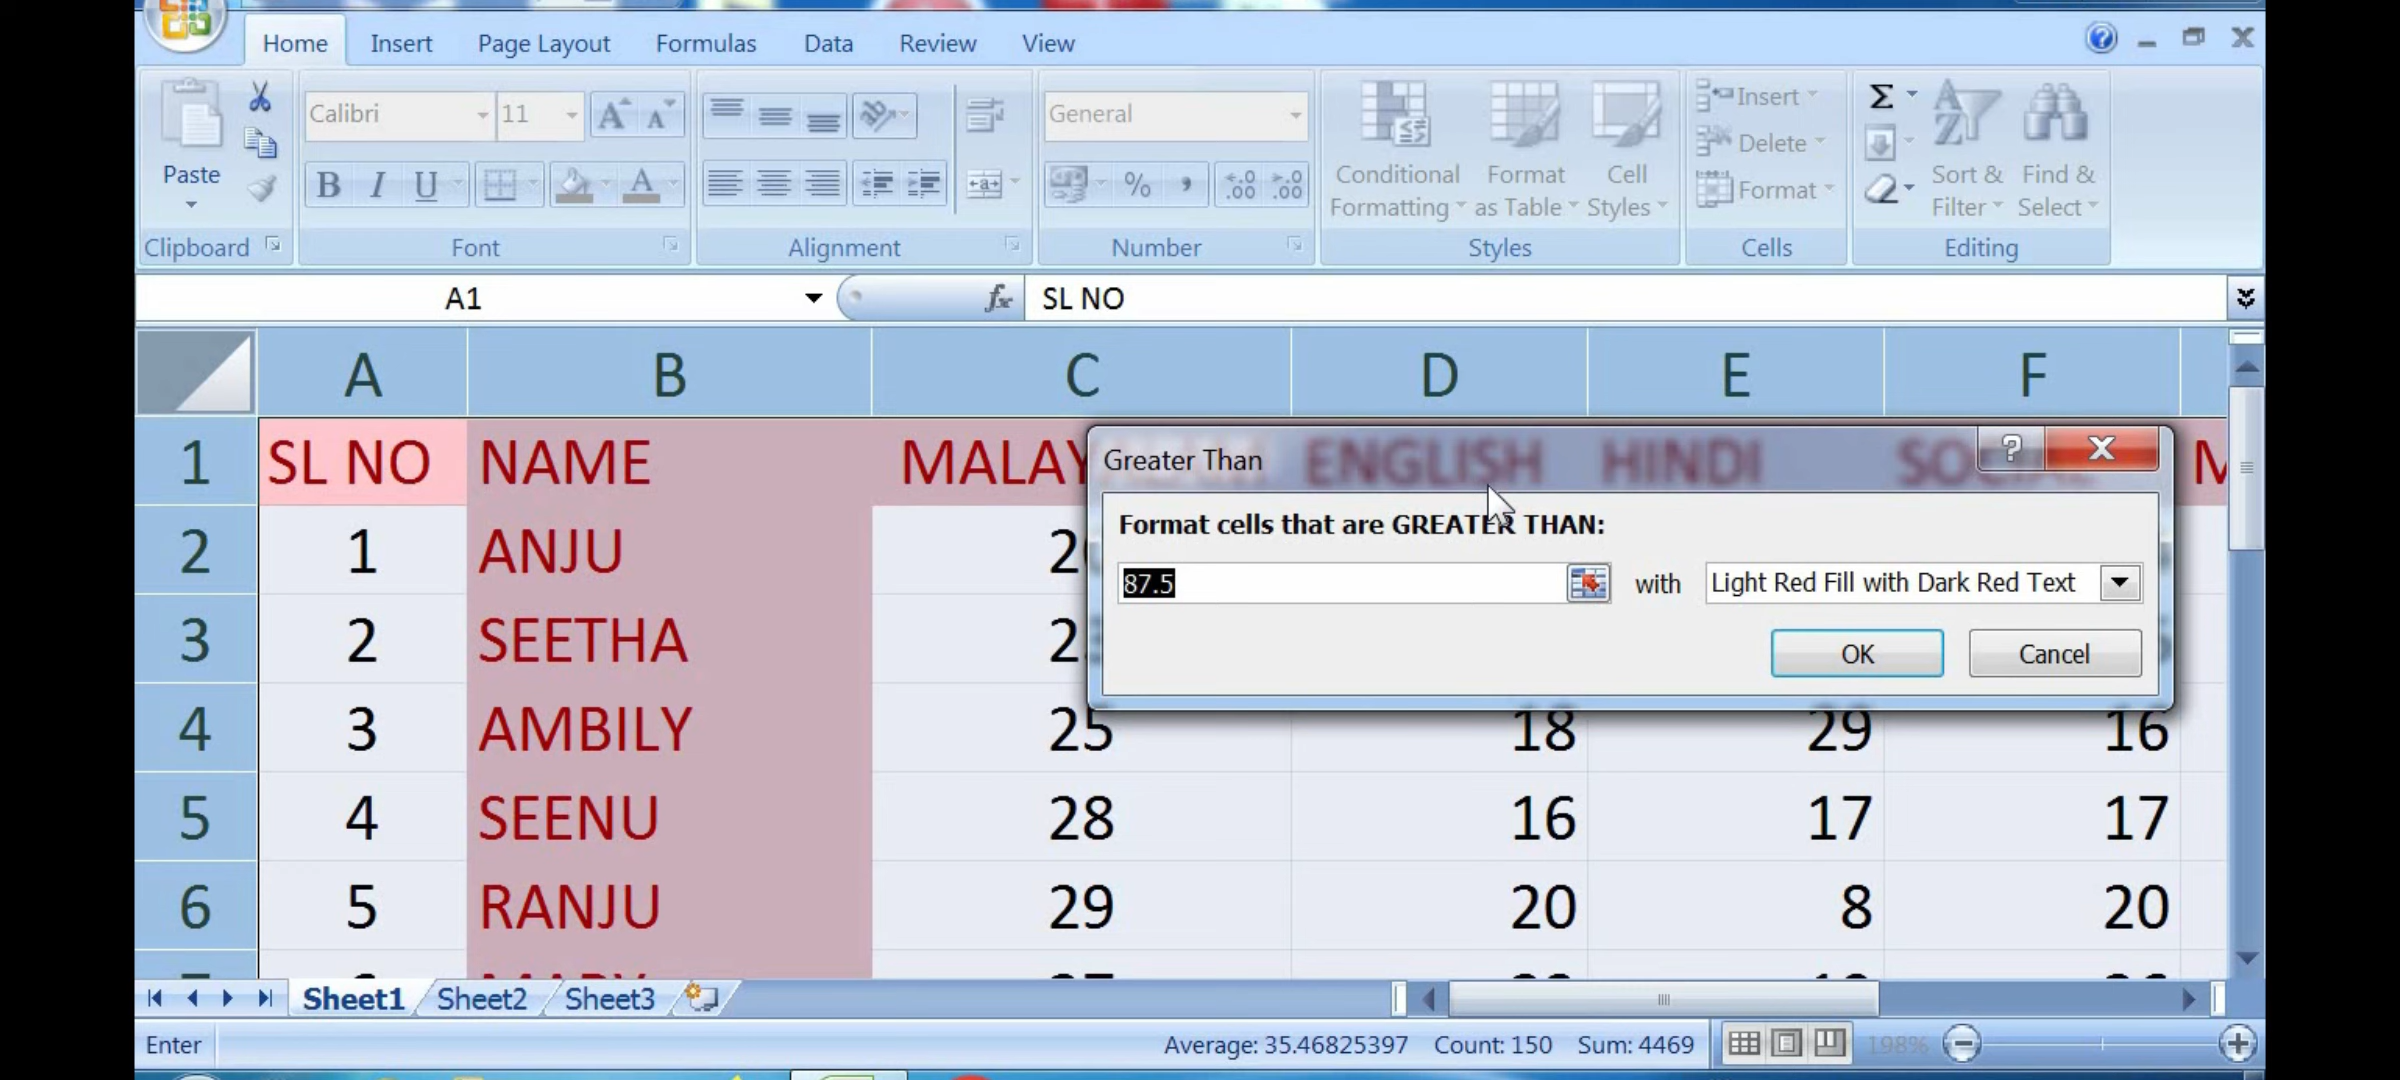 Home Insert Page Layout Formulas Data Review View
Calibri 11 General Insert
Delete
Paste B I U % Conditional Format Cell Format Sort & Find &
Formatting as Table Styles Filter Select
Clipboard Font Alignment Number Styles Cells Editing
A1 fx SL NO
A B C D E F
1 SL NO NAME MALAY ENGLISH HINDI
Greater Than
2 1 ANJU
Format cells that are GREATER THAN:
87.5 with Light Red Fill with Dark Red Text
3 2 SEETHA
OK Cancel
4 3 AMBILY 25 18 29 16
5 4 SEENU 28 16 17 17
6 5 RANJU 29 20 8 20
Sheet1 Sheet2 Sheet3
Enter Average: 35.46825397 Count: 150 Sum: 4469 198%